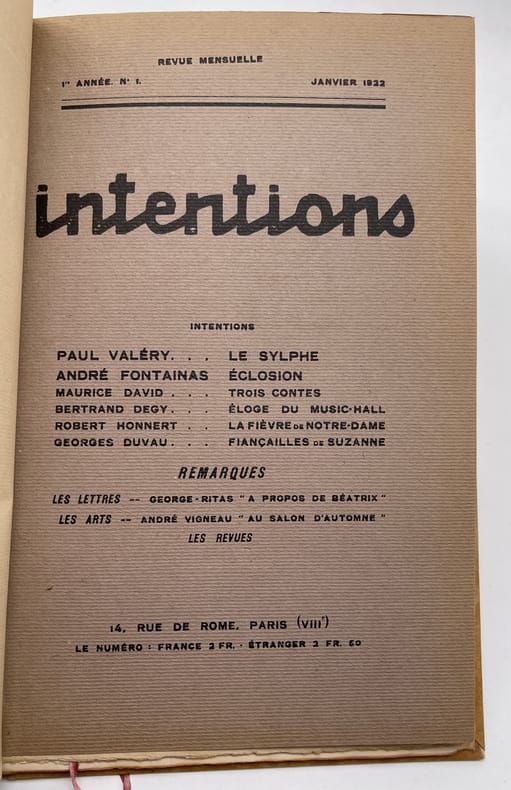 REVUE MENSUELLE
1re ANNÉE. N° 1. JANVIER 1922
intentions
INTENTIONS
PAUL VALÉRY. . . LE SYLPHE
ANDRÉ FONTAINAS ÉCLOSION
MAURICE DAVID . . . TROIS CONTES
BERTRAND DEGY. . . ÉLOGE DU MUSIC-HALL
ROBERT HONNERT . . LA FIÈVRE DE NOTRE-DAME
GEORGES DUVAU. . . FIANÇAILLES DE SUZANNE
REMARQUES
LES LETTRES -- GEORGE-RITAS " A PROPOS DE BÉATRIX "
LES ARTS -- ANDRÉ VIGNEAU " AU SALON D'AUTOMNE "
LES REVUES
14, RUE DE ROME, PARIS (VIII°)
LE NUMÉRO : FRANCE 2 FR. · ÉTRANGER 2 FR. 50